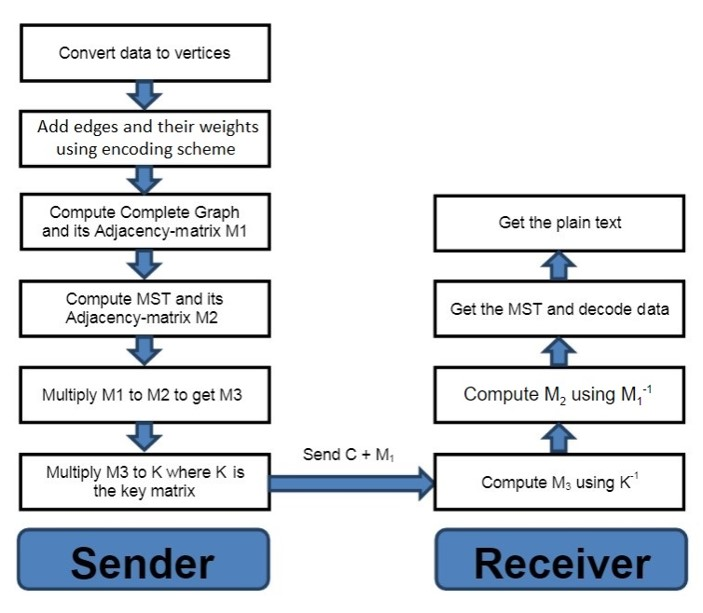 Convert data to vertices
Add edges and their weights
using encoding scheme
Compute Complete Graph
and its Adjacency-matrix M1
Compute MST and its
Adjacency-matrix M2
Multiply M1 to M2 to get M3
Multiply M3 to K where K is
the key matrix
Sender
Send C + M₁
Get the plain text
Get the MST and decode data
Compute M₂ using M₁⁻¹
Compute M₃ using K⁻¹
Receiver